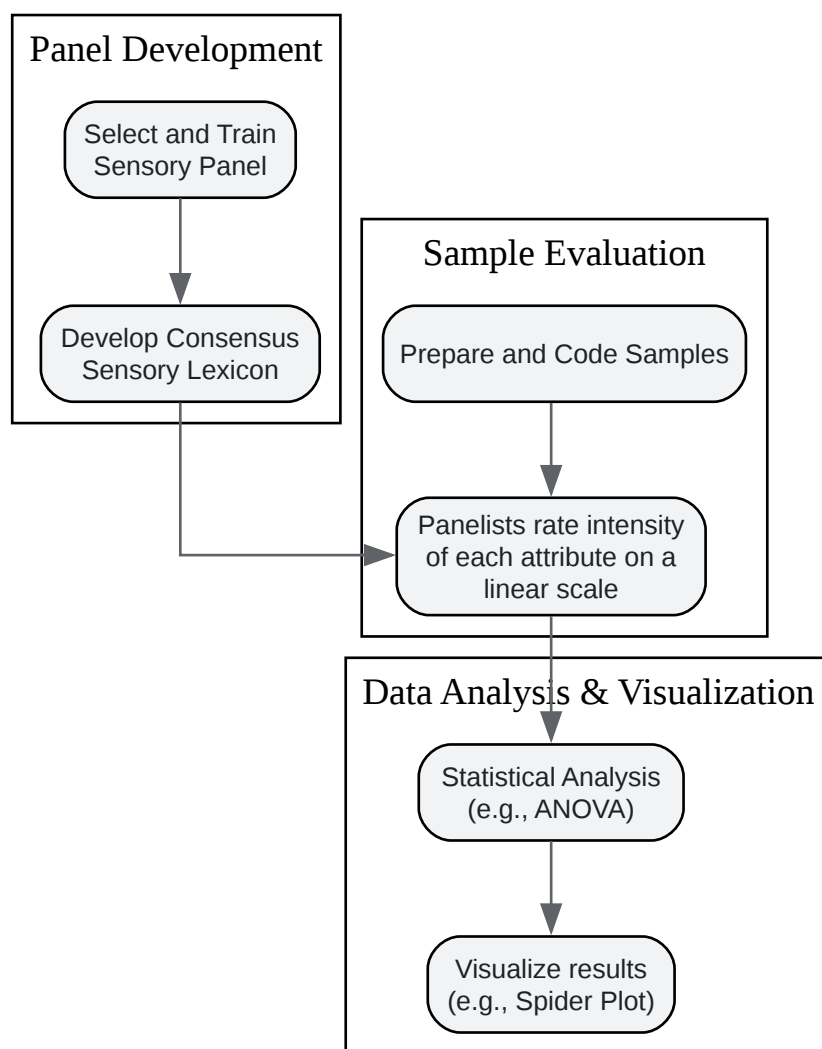 Panel Development
Select and Train
Sensory Panel
Develop Consensus
Sensory Lexicon
Sample Evaluation
Prepare and Code Samples
Panelists rate intensity
of each attribute on a
linear scale
Data Analysis & Visualization
Statistical Analysis
(e.g., ANOVA)
Visualize results
(e.g., Spider Plot)